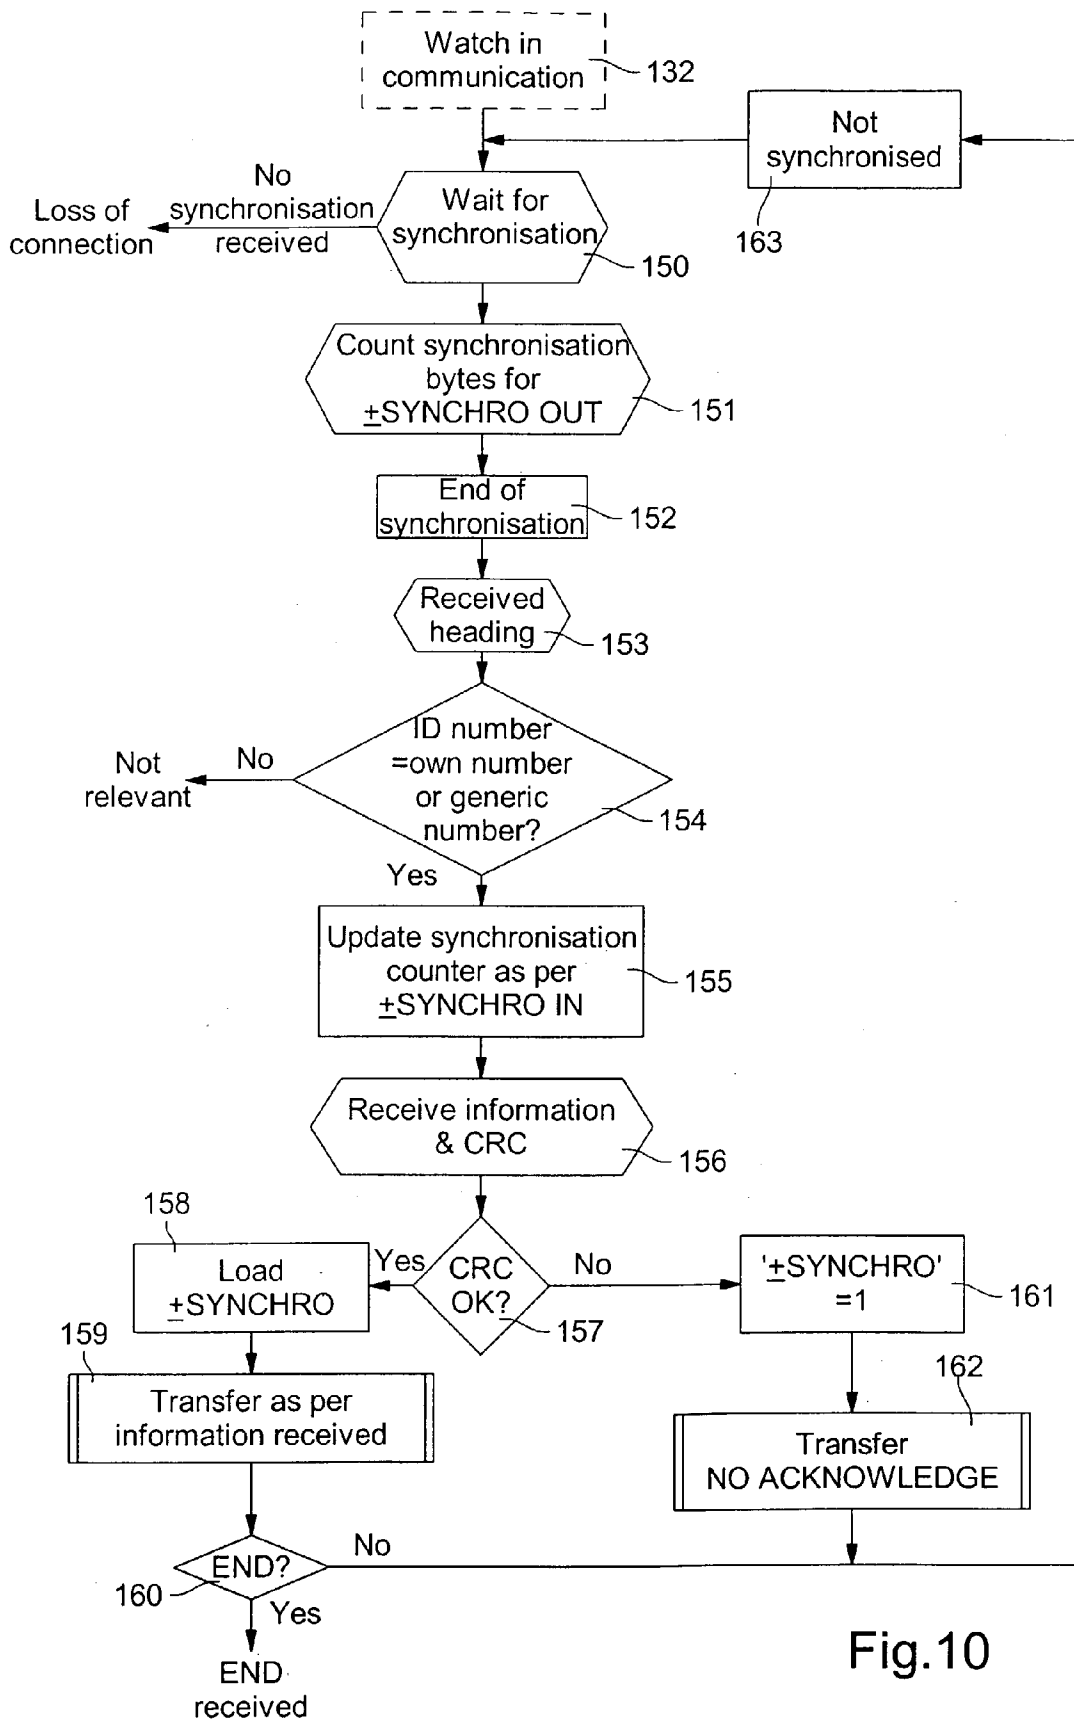 Watch in
communication
132
Not
synchronised
163
No
synchronisation
received
Loss of
connection
Wait for
synchronisation
150
Count synchronisation
bytes for
±SYNCHRO OUT
151
End of
synchronisation
152
Received
heading
153
ID number
=own number
or generic
number?
154
No
Not
relevant
Yes
Update synchronisation
counter as per
±SYNCHRO IN
155
Receive information
& CRC
156
158
Load
±SYNCHRO
Yes
CRC
OK?
157
No
'±SYNCHRO'
=1
161
159
Transfer as per
information received
162
Transfer
NO ACKNOWLEDGE
END?
No
160
Yes
END
received
Fig.10